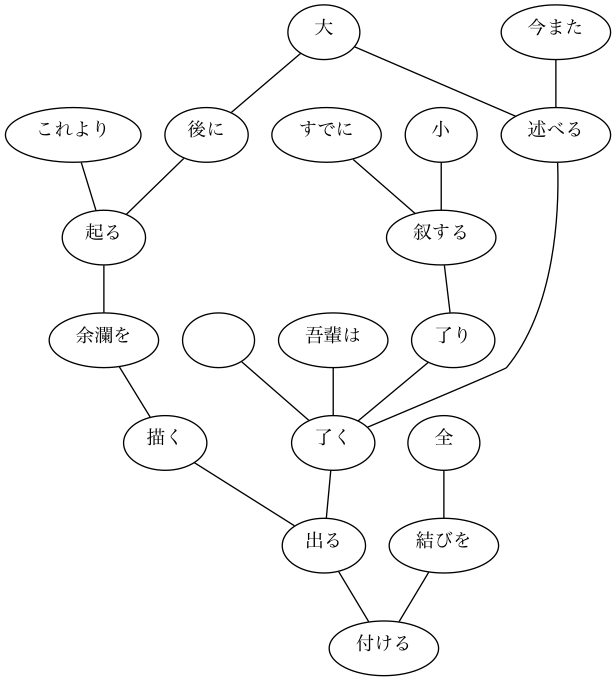 大
今また
これより
後に
すでに
小
述べる
起る
叙する
余瀾を
吾輩は
了り
描く
了く
全
出る
結びを
付ける